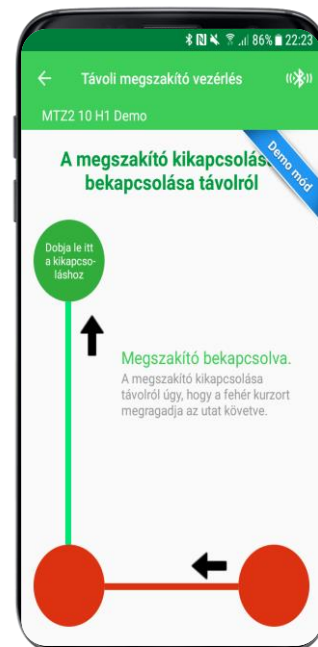 86% 22:23
Távoli megszakító vezérlés
MTZ2 10 H1 Demo
A megszakító kikapcsolása
bekapcsolása távolról
Demo mód
Dobja le itt
a kikapcso-
láshoz
Megszakító bekapcsolva.
A megszakító kikapcsolása
távolról úgy, hogy a fehér kurzort
megragadja az utat követve.